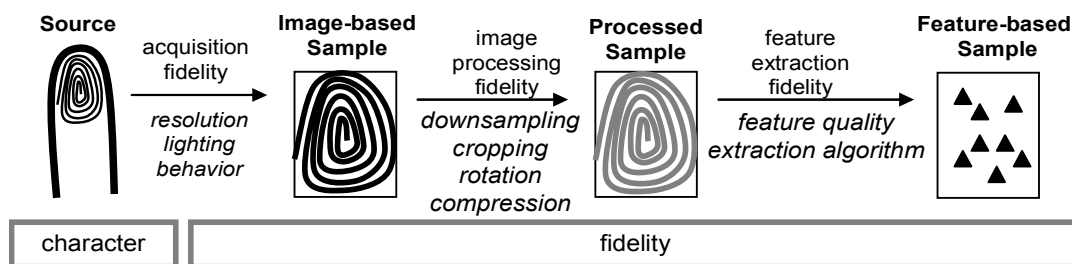 Source
acquisition
fidelity
resolution
lighting
behavior
Image-based
Sample
image
processing
fidelity
downsampling
cropping
rotation
compression
Processed
Sample
feature
extraction
fidelity
feature quality
extraction algorithm
Feature-based
Sample
character
fidelity